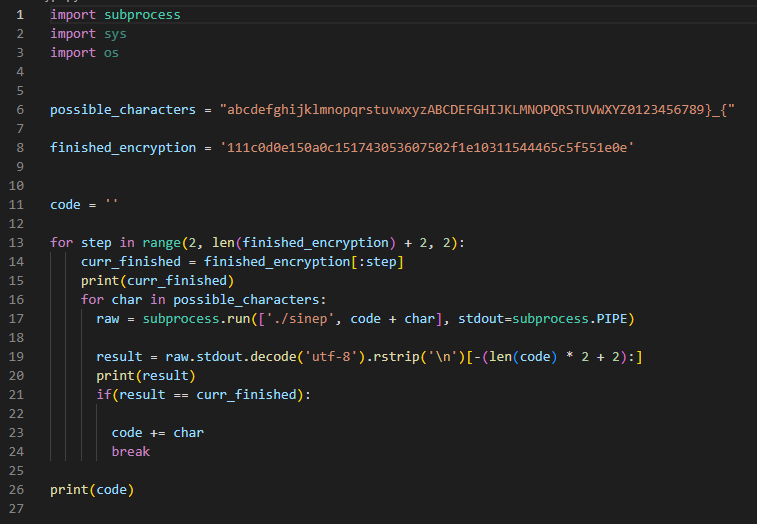 1 import subprocess
2 import sys
3 import os
4
5
6 possible_characters = "abcdefghijklmnopqrstuvwxyzABCDEFGHIJKLMNOPQRSTUVWXYZ0123456789}_{"
7
8 finished_encryption = '111c0d0e150a0c151743053607502f1e10311544465c5f551e0e'
9
10
11 code = ''
12
13 for step in range(2, len(finished_encryption) + 2, 2):
14 curr_finished = finished_encryption[:step]
15 print(curr_finished)
16 for char in possible_characters:
17 raw = subprocess.run(['./sinep', code + char], stdout=subprocess.PIPE)
18
19 result = raw.stdout.decode('utf-8').rstrip('\n')[-(len(code) * 2 + 2):]
20 print(result)
21 if(result == curr_finished):
22
23 code += char
24 break
25
26 print(code)
27